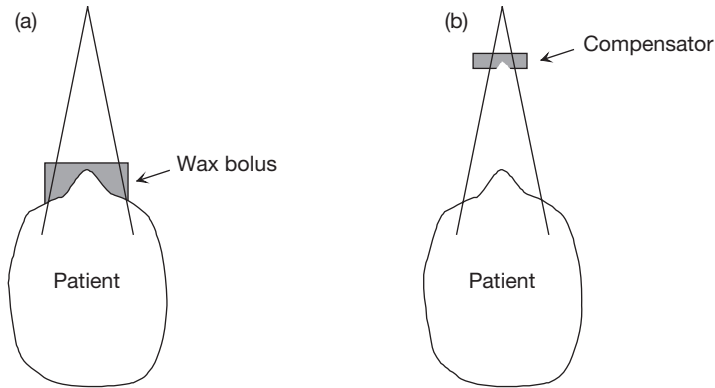 (a)
Wax bolus
Patient
(b)
Compensator
Patient